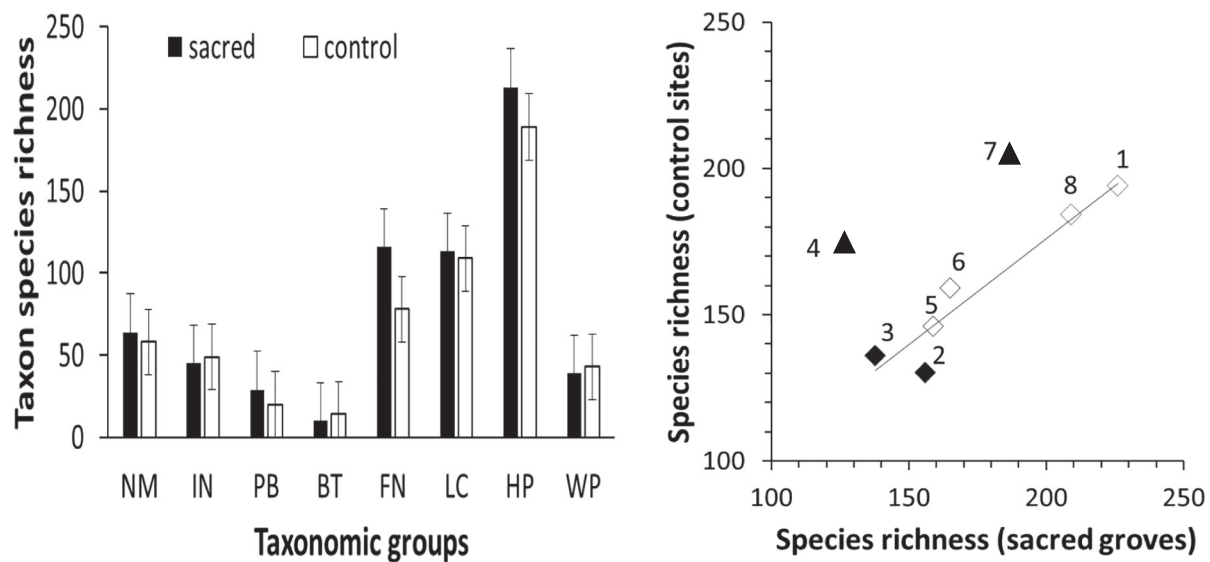 Taxon species richness
250
200
150
100
50
0
sacred
control
NM IN PB BT FN LC HP WP
Taxonomic groups
Species richness (control sites)
250
200
150
100
7
1
8
4
6
5
3
2
100 150 200 250
Species richness (sacred groves)